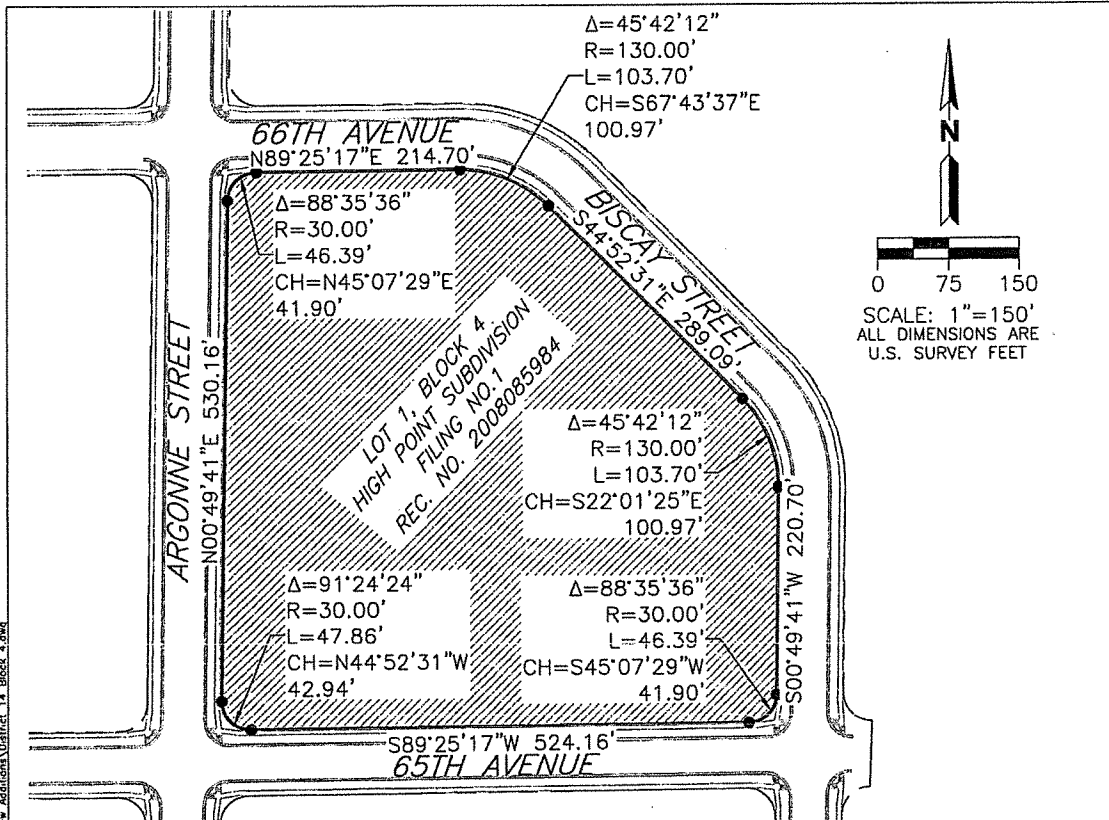 Δ=45°42'12"
R=130.00'
L=103.70'
CH=S67°43'37"E
100.97'
66TH AVENUE
N89°25'17"E 214.70'
N
0 75 150
SCALE: 1"=150'
ALL DIMENSIONS ARE
U.S. SURVEY FEET
Δ=88°35'36"
R=30.00'
L=46.39'
CH=N45°07'29"E
41.90'
BISCAY STREET
S44°52'31"E 289.09'
ARGONNE STREET
N00°49'41"E 530.16'
LOT 1, BLOCK 4
HIGH POINT SUBDIVISION
FILING NO.1
REC. NO. 2008085984
Δ=45°42'12"
R=130.00'
L=103.70'
CH=S22°01'25"E
100.97'
S00°49'41"W 220.70'
Δ=91°24'24"
R=30.00'
L=47.86'
CH=N44°52'31"W
42.94'
Δ=88°35'36"
R=30.00'
L=46.39'
CH=S45°07'29"W
41.90'
S89°25'17"W 524.16'
65TH AVENUE
Additions\District 14 Block 4.dwg